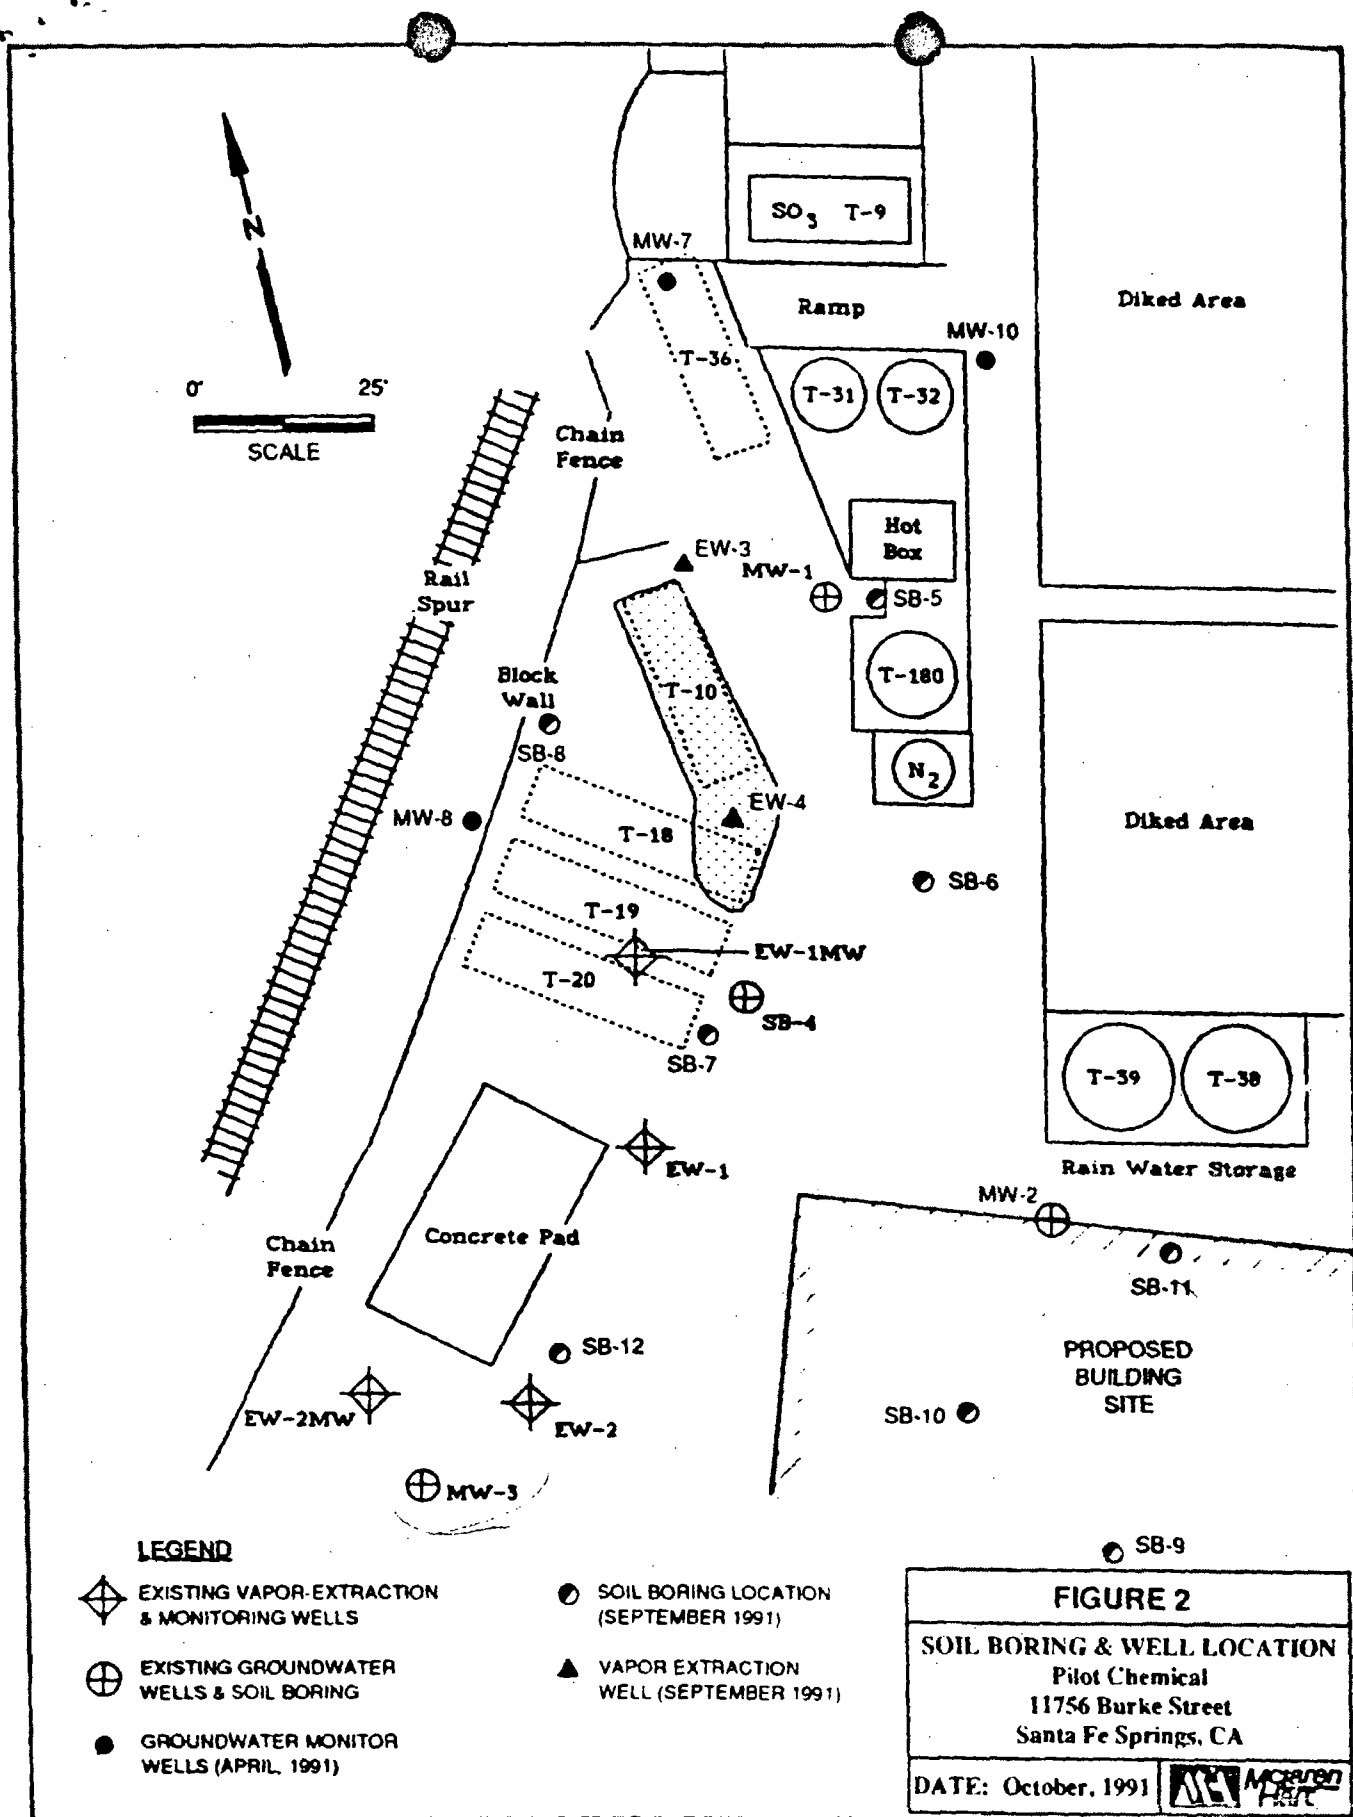 SO3 T-9
MW-7
N
Ramp
Diked Area
MW-10
T-36
T-31
T-32
0' 25'
SCALE
Chain
Fence
Hot
Box
EW-3
MW-1
SB-5
Rail
Spur
Block
Wall
T-10
T-180
SB-8
N2
EW-4
MW-8
T-18
Diked Area
SB-6
T-19
EW-1MW
T-20
SB-4
SB-7
T-39
T-38
EW-1
Rain Water Storage
MW-2
Concrete Pad
Chain
Fence
SB-11
SB-12
PROPOSED
BUILDING
SITE
EW-2MW
EW-2
SB-10
MW-3
SB-9
LEGEND
EXISTING VAPOR-EXTRACTION
& MONITORING WELLS
EXISTING GROUNDWATER
WELLS & SOIL BORING
GROUNDWATER MONITOR
WELLS (APRIL, 1991)
SOIL BORING LOCATION
(SEPTEMBER 1991)
VAPOR EXTRACTION
WELL (SEPTEMBER 1991)
FIGURE 2
SOIL BORING & WELL LOCATION
Pilot Chemical
11756 Burke Street
Santa Fe Springs, CA
DATE: October, 1991
McLaren
Hart